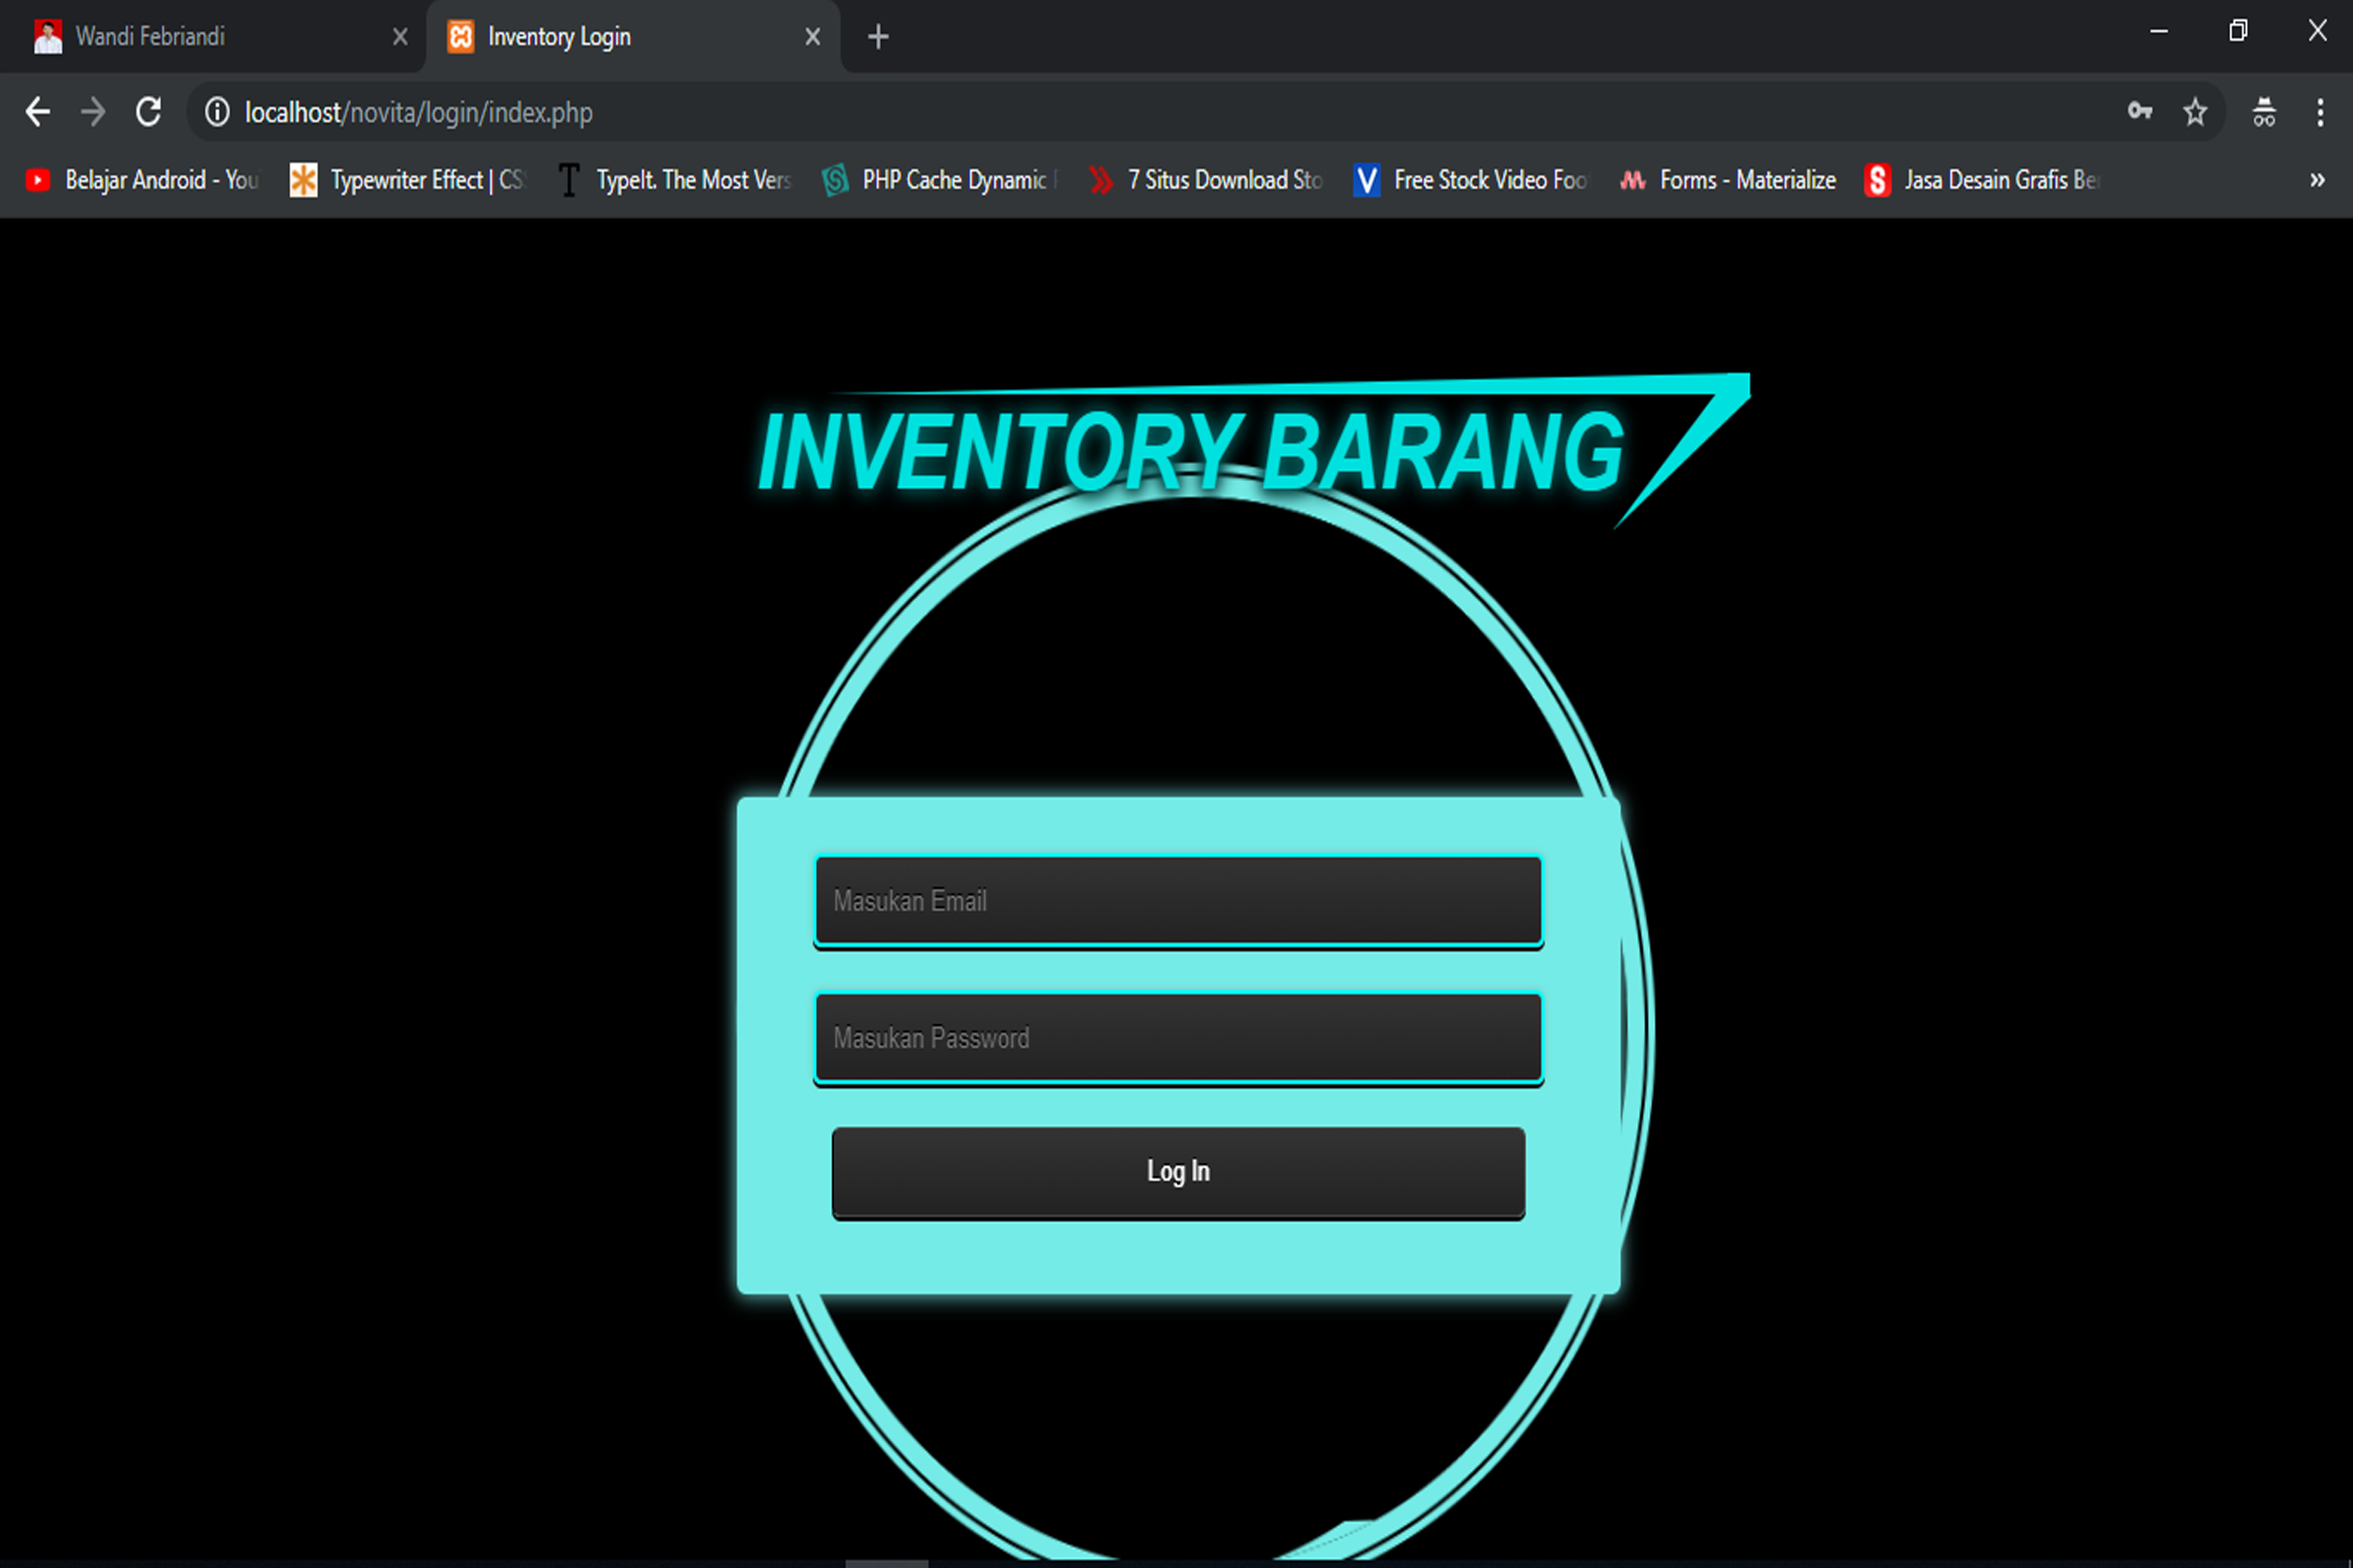 Wandi Febriandi
Inventory Login
localhost/novita/login/index.php
Belajar Android - You
Typewriter Effect | CS
TypeIt. The Most Vers
PHP Cache Dynamic
7 Situs Download Sto
Free Stock Video Foo
Forms - Materialize
Jasa Desain Grafis Be
INVENTORY BARANG
Masukan Email
Masukan Password
Log In